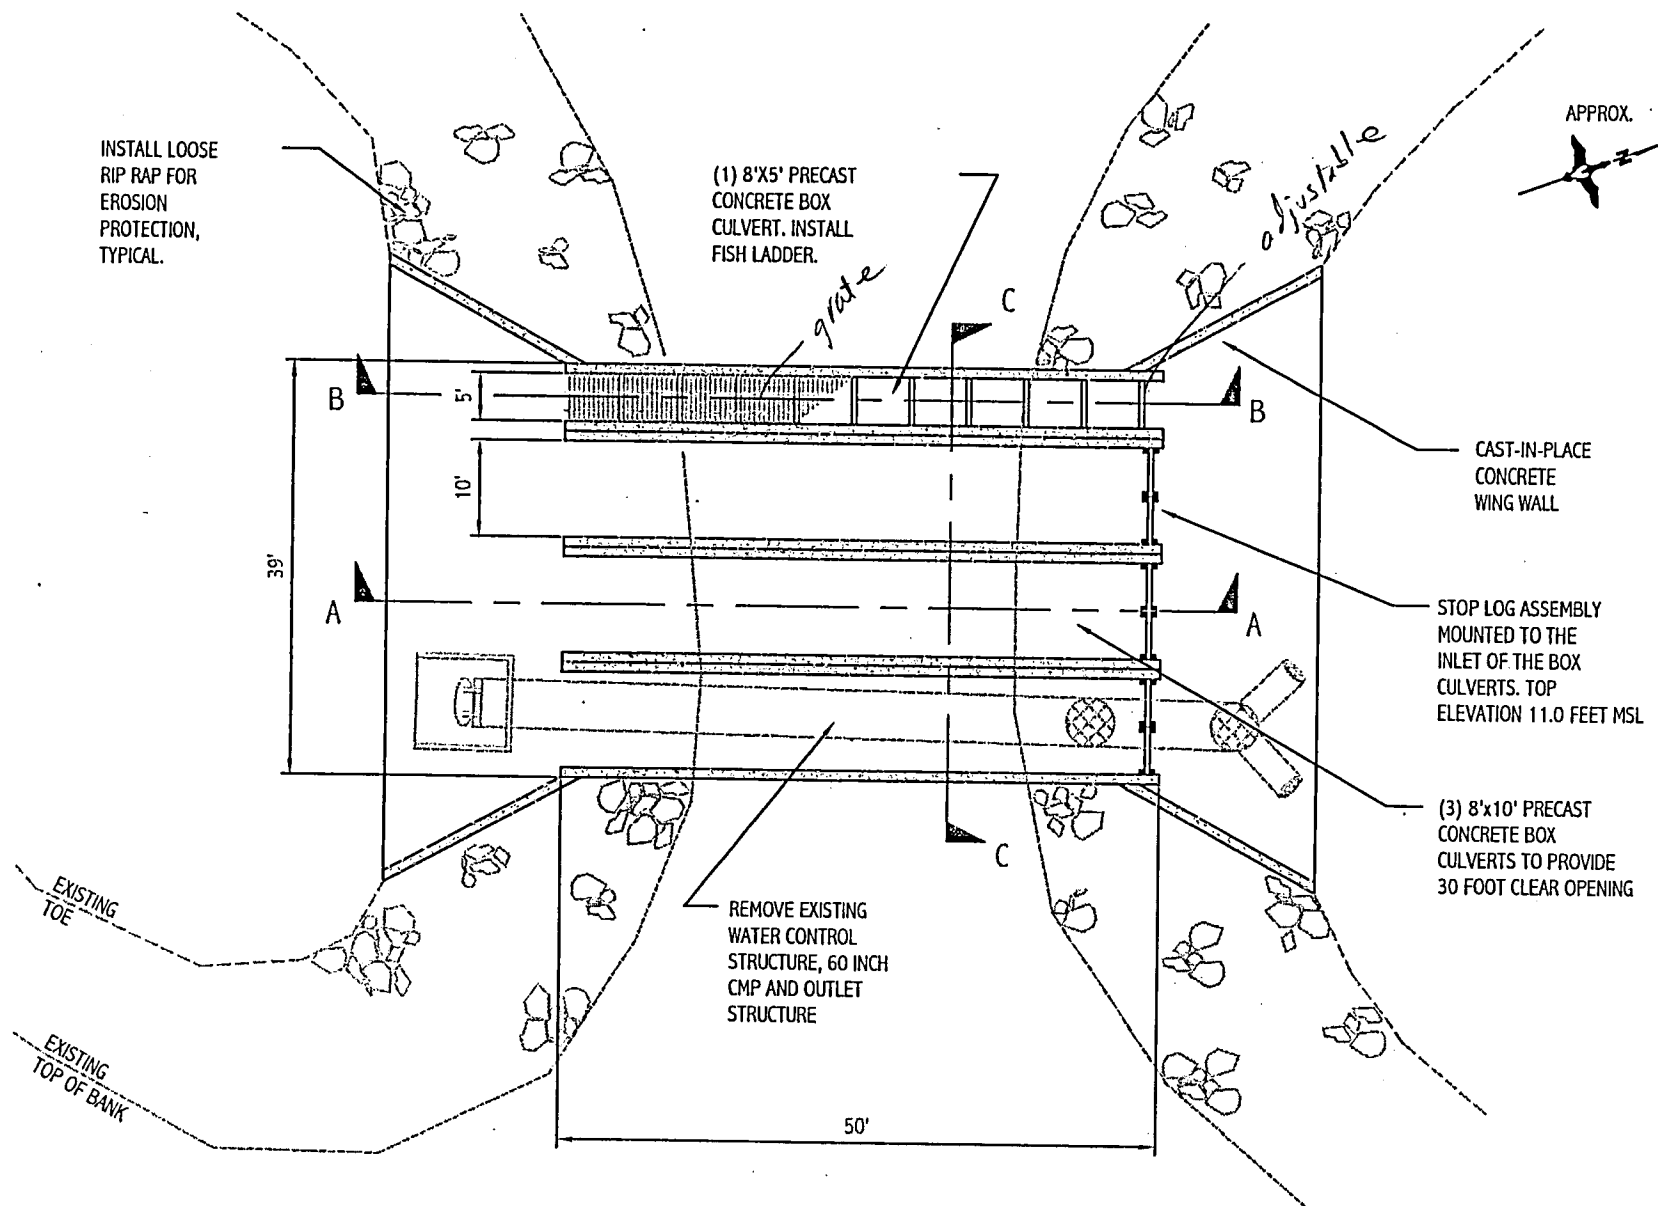 APPROX.
N
INSTALL LOOSE
RIP RAP FOR
EROSION
PROTECTION,
TYPICAL.
(1) 8'X5' PRECAST
CONCRETE BOX
CULVERT. INSTALL
FISH LADDER.
grate
adjustable
C
B
5'
B
CAST-IN-PLACE
CONCRETE
WING WALL
10'
39'
A
A
STOP LOG ASSEMBLY
MOUNTED TO THE
INLET OF THE BOX
CULVERTS. TOP
ELEVATION 11.0 FEET MSL
(3) 8'x10' PRECAST
CONCRETE BOX
CULVERTS TO PROVIDE
30 FOOT CLEAR OPENING
C
EXISTING
TOE
REMOVE EXISTING
WATER CONTROL
STRUCTURE, 60 INCH
CMP AND OUTLET
STRUCTURE
EXISTING
TOP OF BANK
50'